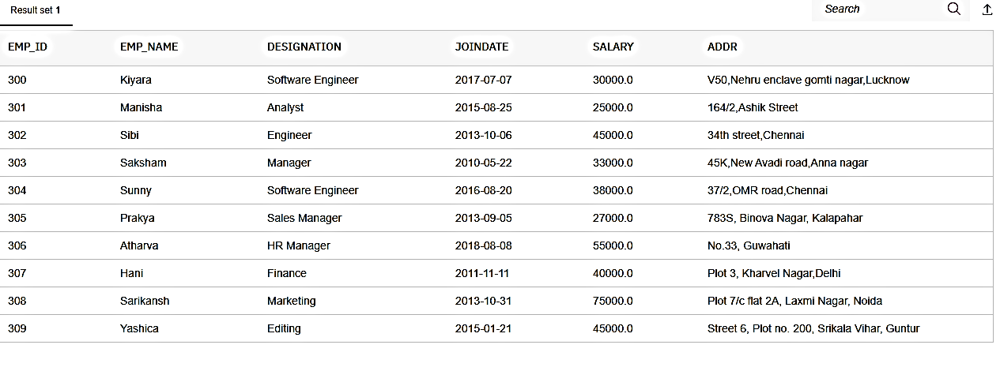 Result set 1 Search
EMP_ID EMP_NAME DESIGNATION JOINDATE SALARY ADDR
300 Kiyara Software Engineer 2017-07-07 30000.0 V50,Nehru enclave gomti nagar,Lucknow
301 Manisha Analyst 2015-08-25 25000.0 164/2,Ashik Street
302 Sibi Engineer 2013-10-06 45000.0 34th street,Chennai
303 Saksham Manager 2010-05-22 33000.0 45K,New Avadi road,Anna nagar
304 Sunny Software Engineer 2016-08-20 38000.0 37/2,OMR road,Chennai
305 Prakya Sales Manager 2013-09-05 27000.0 783S, Binova Nagar, Kalapahar
306 Atharva HR Manager 2018-08-08 55000.0 No.33, Guwahati
307 Hani Finance 2011-11-11 40000.0 Plot 3, Kharvel Nagar,Delhi
308 Sarikansh Marketing 2013-10-31 75000.0 Plot 7/c flat 2A, Laxmi Nagar, Noida
309 Yashica Editing 2015-01-21 45000.0 Street 6, Plot no. 200, Srikala Vihar, Guntur